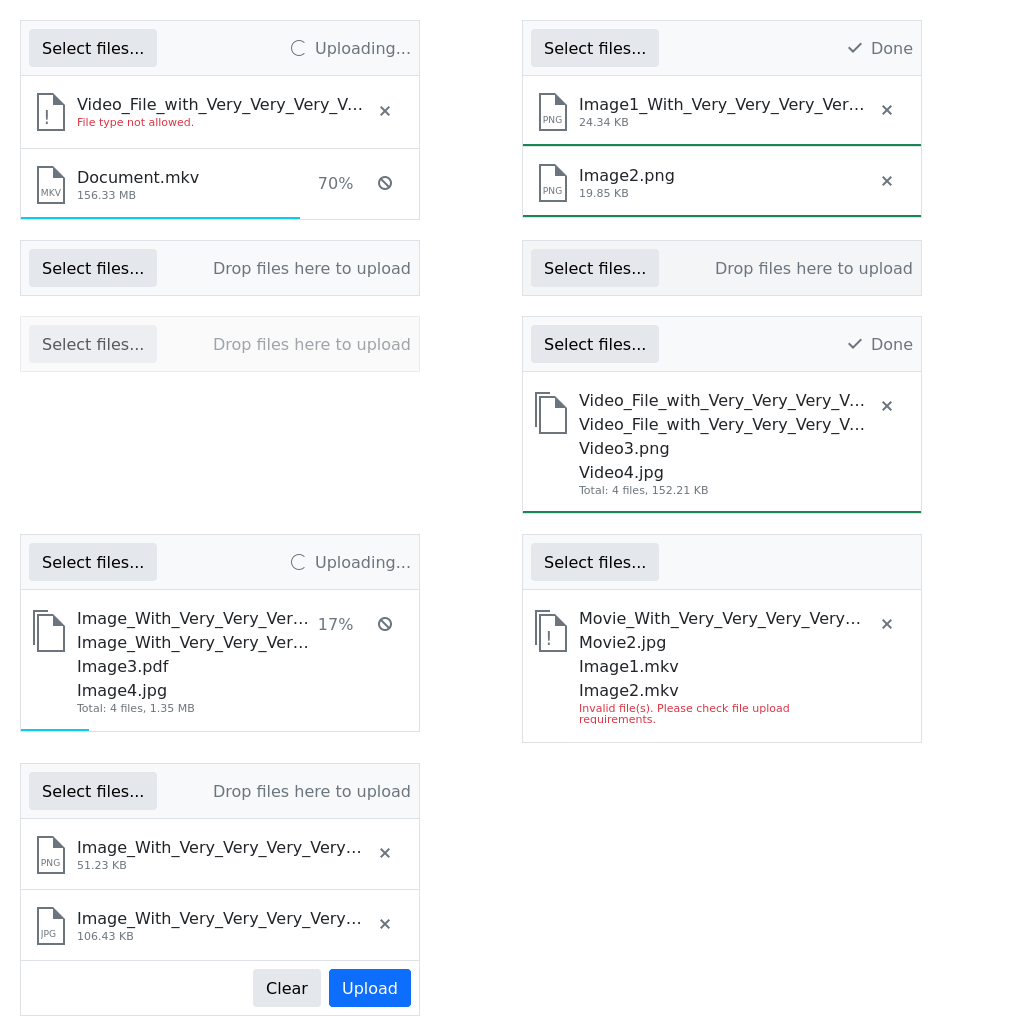 Select files...
Uploading...
Video_File_with_Very_Very_Very_V...
File type not allowed.
MKV
Document.mkv
156.33 MB
70%
Select files...
Done
PNG
Image1_With_Very_Very_Very_Ver...
24.34 KB
PNG
Image2.png
19.85 KB
Select files...
Drop files here to upload
Select files...
Drop files here to upload
Select files...
Drop files here to upload
Select files...
Done
Video_File_with_Very_Very_Very_V...
Video_File_with_Very_Very_Very_V...
Video3.png
Video4.jpg
Total: 4 files, 152.21 KB
Select files...
Uploading...
Image_With_Very_Very_Ver...
Image_With_Very_Very_Ver...
Image3.pdf
Image4.jpg
Total: 4 files, 1.35 MB
17%
Select files...
Movie_With_Very_Very_Very_Very...
Movie2.jpg
Image1.mkv
Image2.mkv
Invalid file(s). Please check file upload
requirements.
Select files...
Drop files here to upload
PNG
Image_With_Very_Very_Very_Very...
51.23 KB
JPG
Image_With_Very_Very_Very_Very...
106.43 KB
Clear
Upload